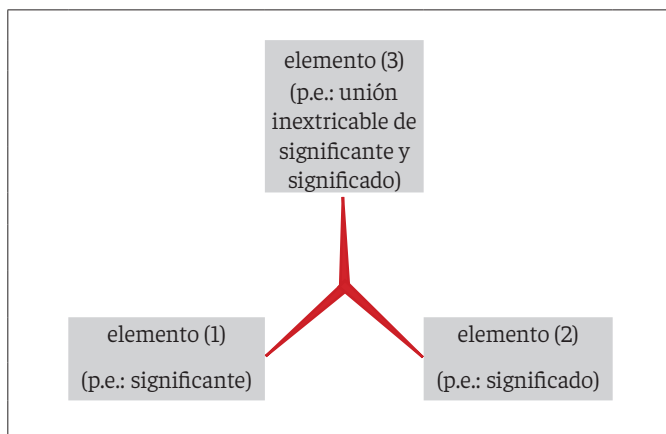 elemento (3)
(p.e.: unión
inextricable de
significante y
significado)
elemento (1)
(p.e.: significante)
elemento (2)
(p.e.: significado)